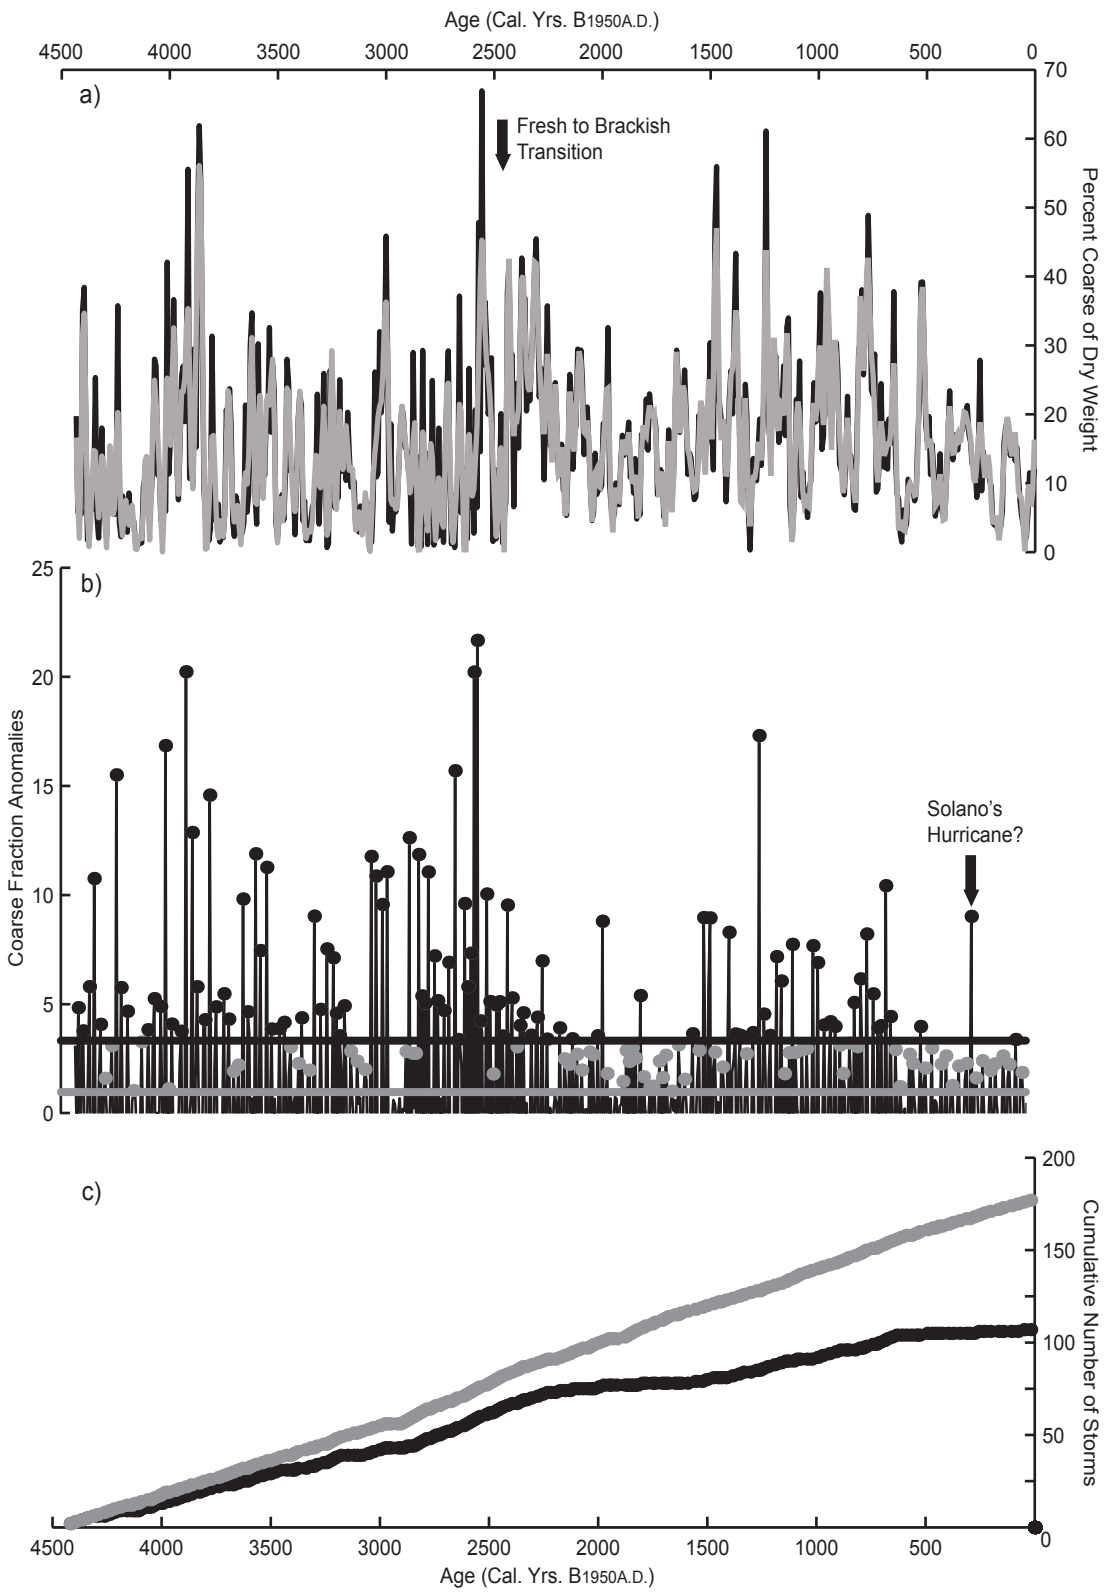 Age (Cal. Yrs. B1950A.D.)
4500 4000 3500 3000 2500 2000 1500 1000 500 0
70
a)
Fresh to Brackish
Transition
60
50
40
30
20
10
0
Percent Coarse of Dry Weight
25
b)
20
15
10
5
0
Coarse Fraction Anomalies
Solano's
Hurricane?
200
c)
150
100
50
0
Cumulative Number of Storms
4500 4000 3500 3000 2500 2000 1500 1000 500
Age (Cal. Yrs. B1950A.D.)